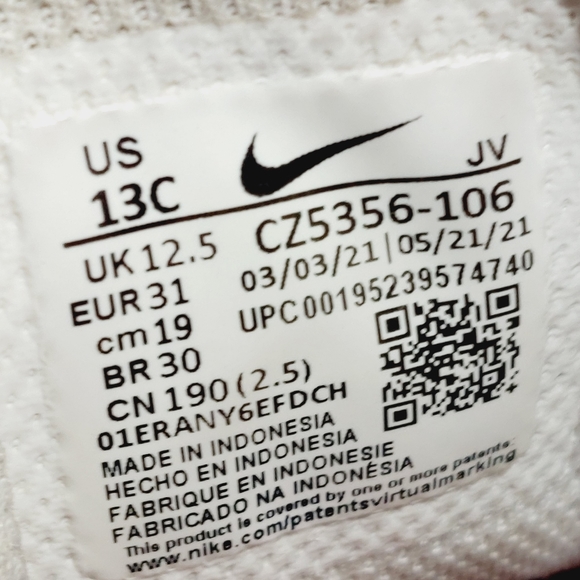 US
13C
JV
UK 12.5
CZ5356-106
EUR 31
03/03/21 | 05/21/21
cm 19
UPC 00195239574740
BR 30
CN 190 (2.5)
01ERANY6EFDCH
MADE IN INDONESIA
HECHO EN INDONESIA
FABRIQUE EN INDONESIE
FABRICADO NA INDONÉSIA
This product is covered by one or more patents:
www.nike.com/patentsvirtualmarking